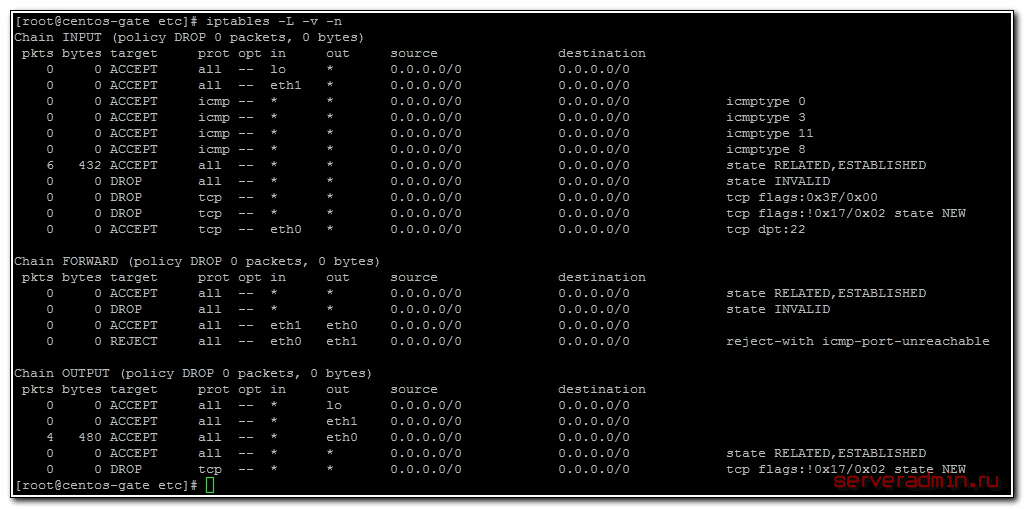 [root@centos-gate etc]# iptables -L -v -n
Chain INPUT (policy DROP 0 packets, 0 bytes)
 pkts bytes target     prot opt in     out     source               destination
    0     0 ACCEPT     all  --  lo     *       0.0.0.0/0            0.0.0.0/0
    0     0 ACCEPT     all  --  eth1   *       0.0.0.0/0            0.0.0.0/0
    0     0 ACCEPT     icmp --  *      *       0.0.0.0/0            0.0.0.0/0            icmptype 0
    0     0 ACCEPT     icmp --  *      *       0.0.0.0/0            0.0.0.0/0            icmptype 3
    0     0 ACCEPT     icmp --  *      *       0.0.0.0/0            0.0.0.0/0            icmptype 11
    0     0 ACCEPT     icmp --  *      *       0.0.0.0/0            0.0.0.0/0            icmptype 8
    6   432 ACCEPT     all  --  *      *       0.0.0.0/0            0.0.0.0/0            state RELATED,ESTABLISHED
    0     0 DROP       all  --  *      *       0.0.0.0/0            0.0.0.0/0            state INVALID
    0     0 DROP       tcp  --  *      *       0.0.0.0/0            0.0.0.0/0            tcp flags:0x3F/0x00
    0     0 DROP       tcp  --  *      *       0.0.0.0/0            0.0.0.0/0            tcp flags:!0x17/0x02 state NEW
    0     0 ACCEPT     tcp  --  eth0   *       0.0.0.0/0            0.0.0.0/0            tcp dpt:22
Chain FORWARD (policy DROP 0 packets, 0 bytes)
 pkts bytes target     prot opt in     out     source               destination
    0     0 ACCEPT     all  --  *      *       0.0.0.0/0            0.0.0.0/0            state RELATED,ESTABLISHED
    0     0 DROP       all  --  *      *       0.0.0.0/0            0.0.0.0/0            state INVALID
    0     0 ACCEPT     all  --  eth1   eth0    0.0.0.0/0            0.0.0.0/0
    0     0 REJECT     all  --  eth0   eth1    0.0.0.0/0            0.0.0.0/0            reject-with icmp-port-unreachable
Chain OUTPUT (policy DROP 0 packets, 0 bytes)
 pkts bytes target     prot opt in     out     source               destination
    0     0 ACCEPT     all  --  *      lo      0.0.0.0/0            0.0.0.0/0
    0     0 ACCEPT     all  --  *      eth1    0.0.0.0/0            0.0.0.0/0
    4   480 ACCEPT     all  --  *      eth0    0.0.0.0/0            0.0.0.0/0
    0     0 ACCEPT     all  --  *      *       0.0.0.0/0            0.0.0.0/0            state RELATED,ESTABLISHED
    0     0 DROP       tcp  --  *      *       0.0.0.0/0            0.0.0.0/0            tcp flags:!0x17/0x02 state NEW
[root@centos-gate etc]#
serveradmin.ru